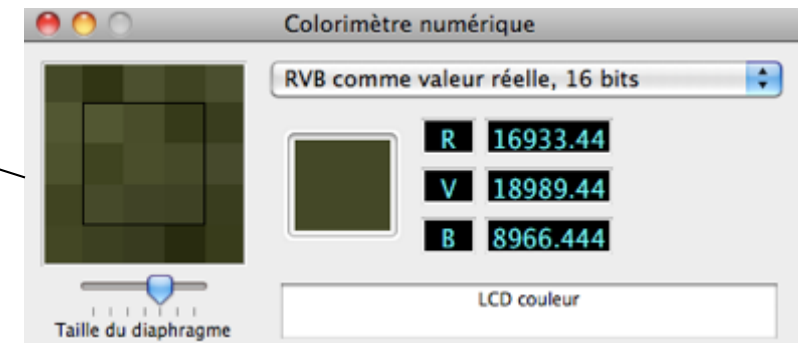 Colorimètre numérique
RVB comme valeur réelle, 16 bits
R 16933.44
V 18989.44
B 8966.444
LCD couleur
Taille du diaphragme